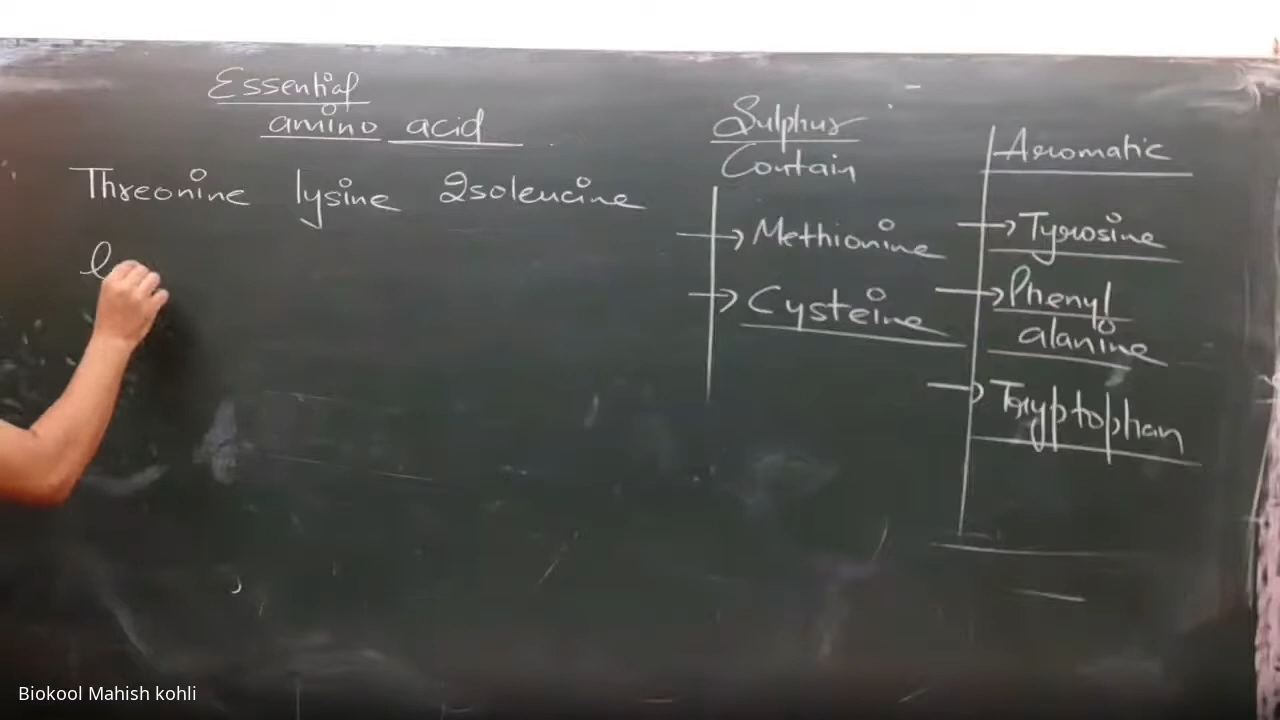 Essential
amino acid
Threonine lysine Isoleucine
l
Sulphur
Contain
Methionine
Cysteine
Aromatic
Tyrosine
Phenyl
alanine
Tryptophan
Biokool Mahish kohli